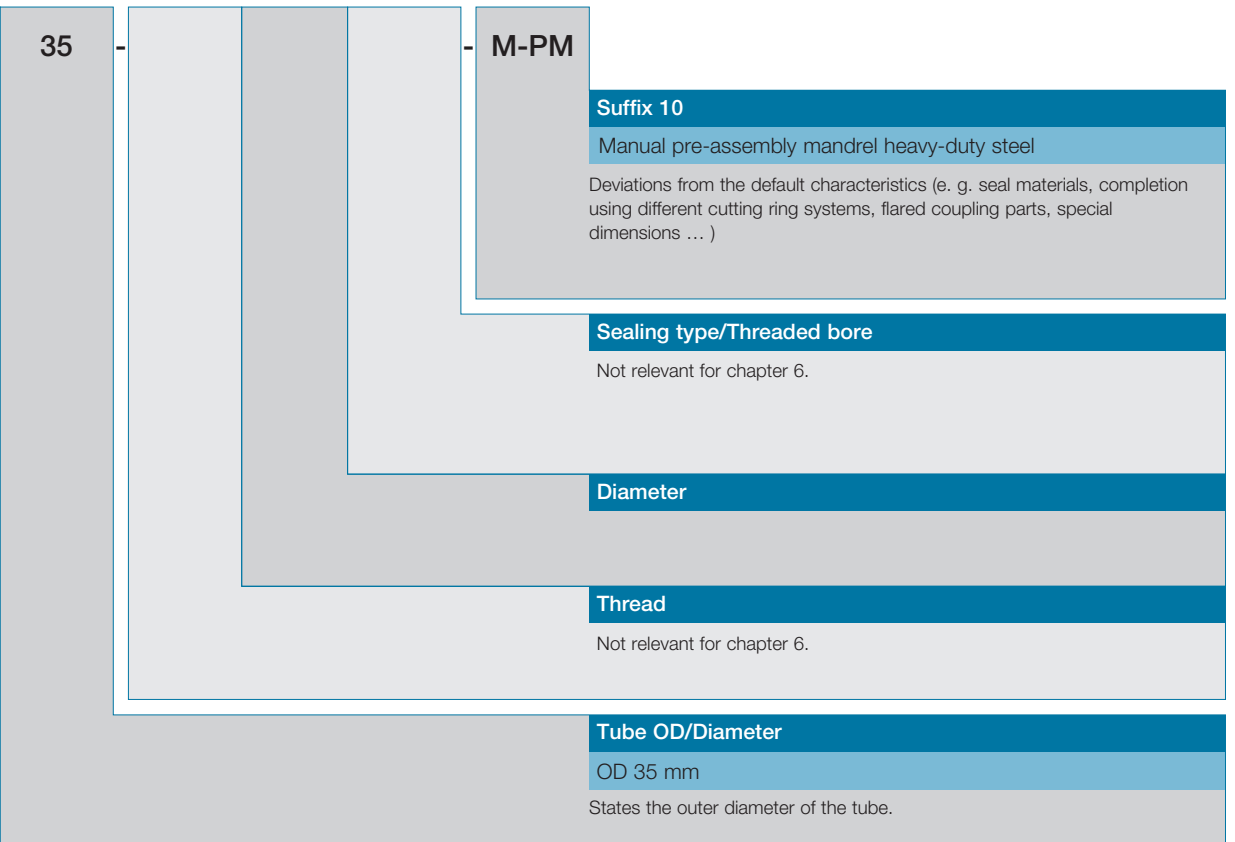 35 - - M-PM
Suffix 10
Manual pre-assembly mandrel heavy-duty steel
Deviations from the default characteristics (e. g. seal materials, completion
using different cutting ring systems, flared coupling parts, special
dimensions … )
Sealing type/Threaded bore
Not relevant for chapter 6.
Diameter
Thread
Not relevant for chapter 6.
Tube OD/Diameter
OD 35 mm
States the outer diameter of the tube.